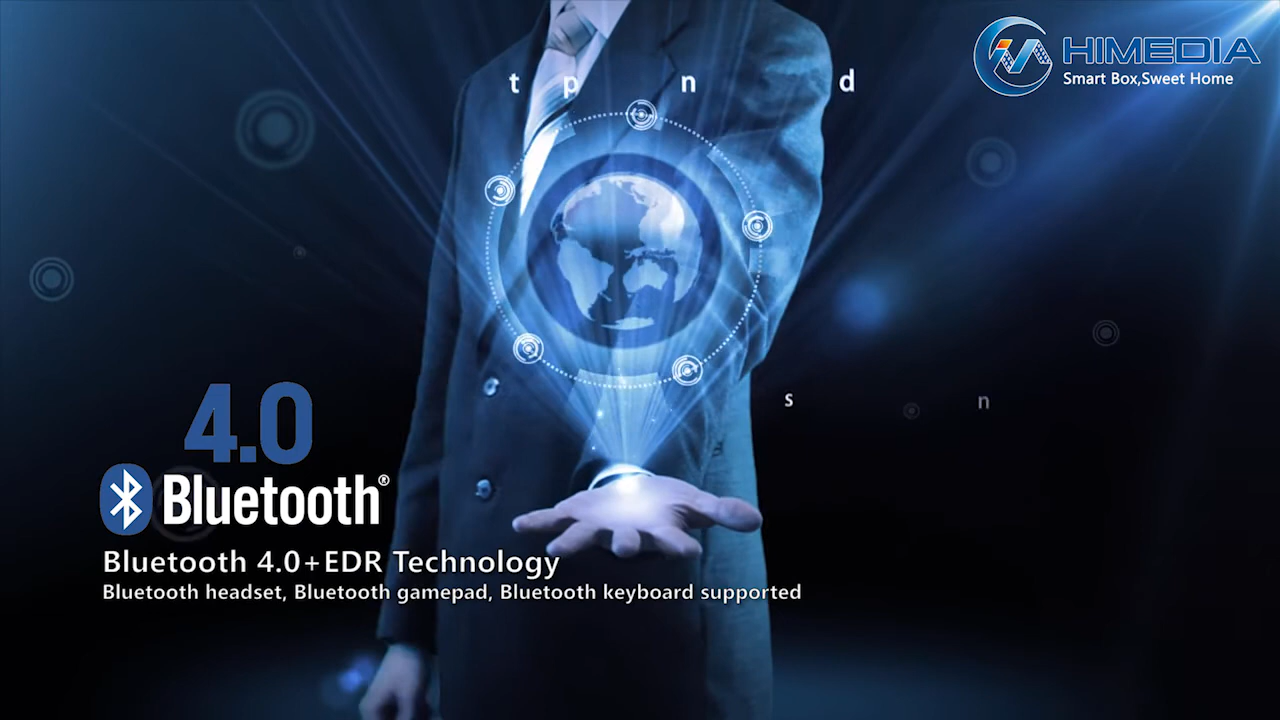 HIMEDIA
Smart Box,Sweet Home
t p n d
s n
4.0
Bluetooth®
Bluetooth 4.0+EDR Technology
Bluetooth headset, Bluetooth gamepad, Bluetooth keyboard supported